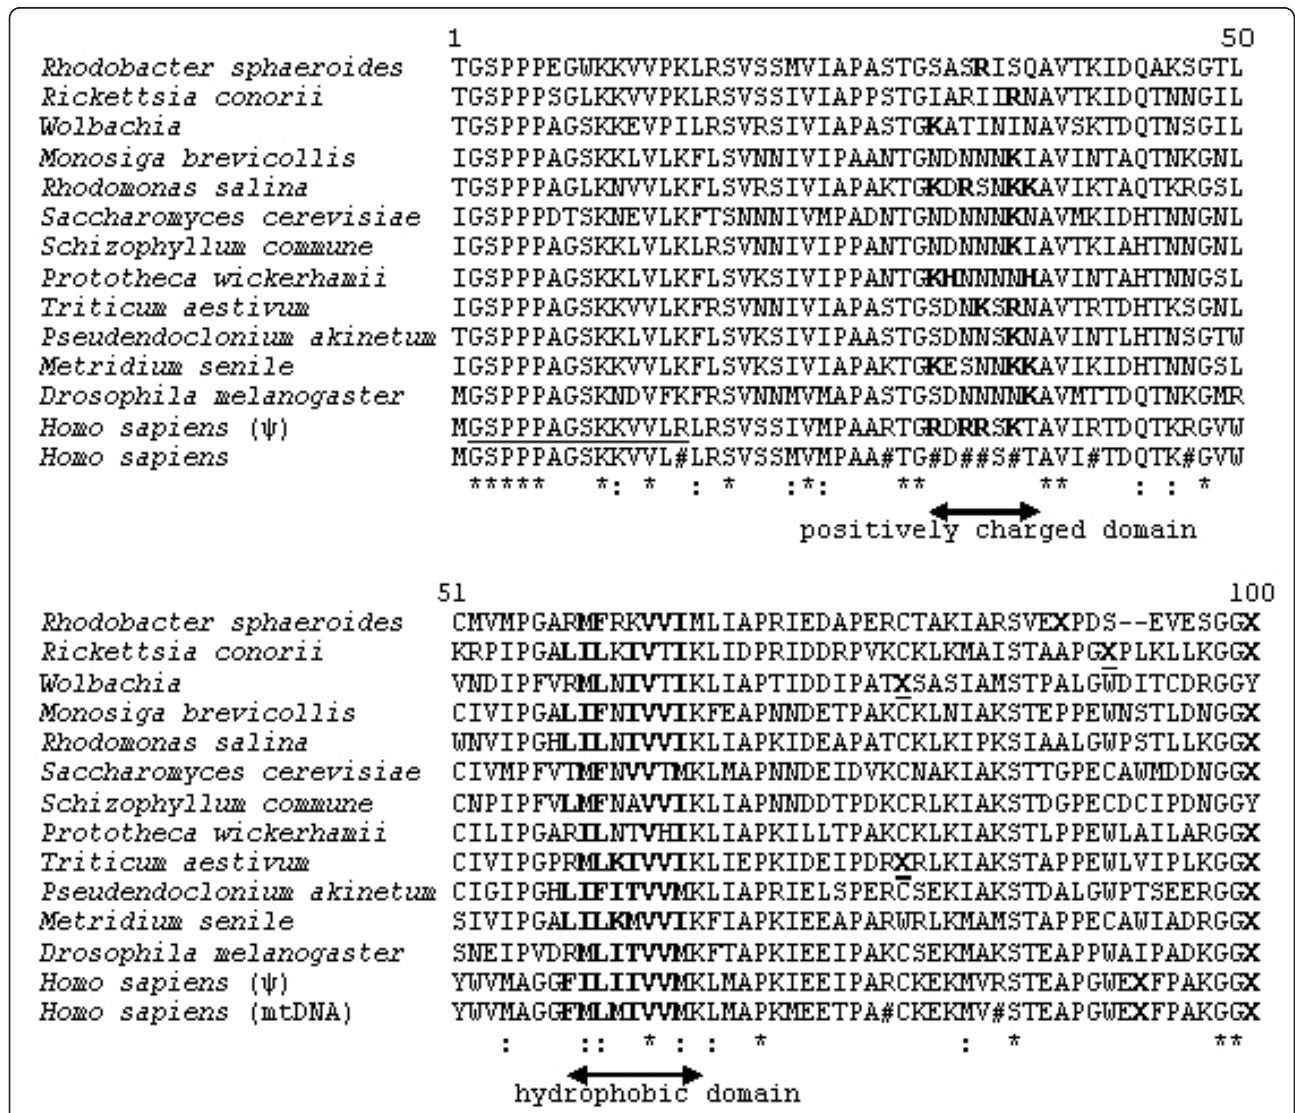 1 50
Rhodobacter sphaeroides TGSPPPEGWKKVVPKLRSVSSMVIAPASTGSASRISQAVTKIDQAKSGTL
Rickettsia conorii TGSPPPSGLKKVVPKLRSVSSIVIAPPSTGIARIIRNAVTKIDQTNNGIL
Wolbachia TGSPPPAGSKKEVPILRSVRSIVIAPASTGKATININAVSKTDQTNSGIL
Monosiga brevicollis IGSPPPAGSKKLVLKFLSVNNIVIPAANTGNDNNNKIAVINTAQTNKGNL
Rhodomonas salina TGSPPPAGLKNVVLKFLSVRSIVIAPAKTGKDRSNKKAVIKTAQTKRGSL
Saccharomyces cerevisiae IGSPPPDTSKNEVLKFTSNNNIVMPADNTGNDNNNKNAVMKIDHTNNGNL
Schizophyllum commune IGSPPPAGSKKLVLKLRSVNNIVIPPANTGNDNNNKIAVTKIAHTNNGNL
Prototheca wickerhamii IGSPPPAGSKKLVLKFLSVKSIVIPPANTGKHNNNNHAVINTAHTNNGSL
Triticum aestivum IGSPPPAGSKKVVLKFRSVNNIVIAPASTGSDNKSRNAVTRTDHTKSGNL
Pseudendoclonium akinetum TGSPPPAGSKKLVLKLFSVKSIVIPAASTGSDNNSKNAVINTLHTNSGTW
Metridium senile IGSPPPAGSKKVVLKLFSVNNIVIPAPAKTGKESNNKKAVIKIDHTNNGSL
Drosophila melanogaster MGSPPPAGSKNDVFKFRSVNNMVMAPASTGSDNNNNKAVMTTDQTNKGMR
Homo sapiens (ψ) MGSPPPAGSKKVVLRLRSVSSIVMPAARTGRDRRSKTAVIRTDQTKRGVW
Homo sapiens MGSPPPAGSKKVVL#LRSVSSMVMPAA#TG#D##S#TAVI#TDQTK#GVW
***** *: * : * :*: ** ** : : *
positively charged domain
51 100
Rhodobacter sphaeroides CMVMPGARMFRKVVIMLIAPRIEDAPERCTAKIARSVEXPDS--EVESGGX
Rickettsia conorii KRPIPGALILKIVTIKLIDPRIDDRPVKCKLKMAISTAAPGXPLKLLKGGX
Wolbachia VNDIPFVRMLNIVTIKLIAPTIDDIPATXSASIAMSTPALGWDITCDRGGY
Monosiga brevicollis CIVIPGALIFNIVVIKFEAPNNDETPAKCKLNIAKSTEPPEWNSTLDNGGX
Rhodomonas salina WNVIPGHLILNIVVIKLIAPKIDEAPATCKLKIPKSIAALGWPSTLLKGGX
Saccharomyces cerevisiae CIVMPFVTMFNVVTMKLMAPNNDEIDVKCNAKIAKSTTGPECAWMDDNGGX
Schizophyllum commune CNPIPFVLMFNAVVIKLIAPNNDDTPDKCRLKIAKSTDGPECDCIPDNGGY
Prototheca wickerhamii CILIPGARILNTVHIKLIAPKILLTPAKCKLKIAKSTLPPEWLAILARGGX
Triticum aestivum CIVIPGPRMLKIVVIKLIEPKIDEIPDRXRLKIAKSTAPPEWLVIPLKGGX
Pseudendoclonium akinetum CIGIPGHLIFITVVMKLIAPRIELSPERCSEKIAKSTDALGWPTSEERGGX
Metridium senile SIVIPGALILKMVVIKFIAPKIEEAPARWRLKMAMSTAPPECAWIADRGGX
Drosophila melanogaster SNEIPVDRMLITVVMKFTAPKIEEIPAKCSEKMAKSTEAPPWAIPADKGGX
Homo sapiens (ψ) YWVMAGGFILIIVVMKLMAPKIEEIPARCKEKMVRSTEAPGWEXFPAKGGX
Homo sapiens (mtDNA) YWVMAGGFMLMTVVMKLMAPKMEETPA#CKEKMV#STEAPGWEXFPAKGGX
: :: * : : * : * **
hydrophobic domain